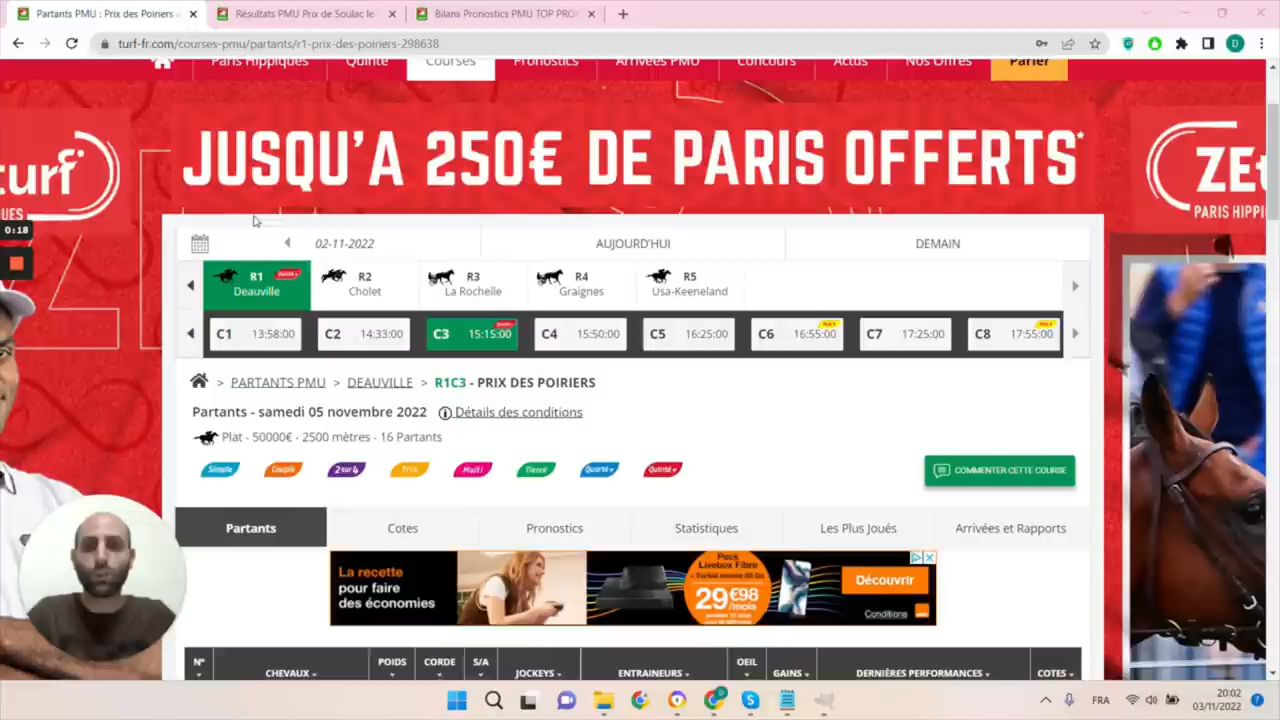 Partants PMU : Prix des Poiriers
Résultats PMU Prix de Soulac le
Bilans Pronostics PMU TOP PRO
turf-fr.com/courses-pmu/partants/r1-prix-des-poiriers-298638
D
Paris Hippiques
Quinté
Courses
Pronostics
Arrivées PMU
Concours
Actus
Nos Offres
Parier
JUSQU'A 250€ DE PARIS OFFERTS*
turf
QUES
ZEt
PARIS HIPPI
0:18
02-11-2022
AUJOURD'HUI
DEMAIN
R1
Deauville
R2
Cholet
R3
La Rochelle
R4
Graignes
R5
Usa-Keeneland
C1 13:58:00
C2 14:33:00
C3 15:15:00
C4 15:50:00
C5 16:25:00
C6 16:55:00
C7 17:25:00
C8 17:55:00
> PARTANTS PMU > DEAUVILLE > R1C3 - PRIX DES POIRIERS
Partants - samedi 05 novembre 2022
Détails des conditions
Plat - 50000€ - 2500 mètres - 16 Partants
Simple
Couplé
2 sur 4
Pick
Multi
Tiercé
Quarté+
Quinté+
COMMENTER CETTE COURSE
Partants
Cotes
Pronostics
Statistiques
Les Plus Joués
Arrivées et Rapports
La recette
pour faire
des économies
Pack
Livebox Fibre
29€98
/mois
Découvrir
Conditions
N°
CHEVAUX
POIDS
CORDE
S/A
JOCKEYS
ENTRAINEURS
OEIL
GAINS
DERNIÈRES PERFORMANCES
COTES
FRA
20:02
03/11/2022